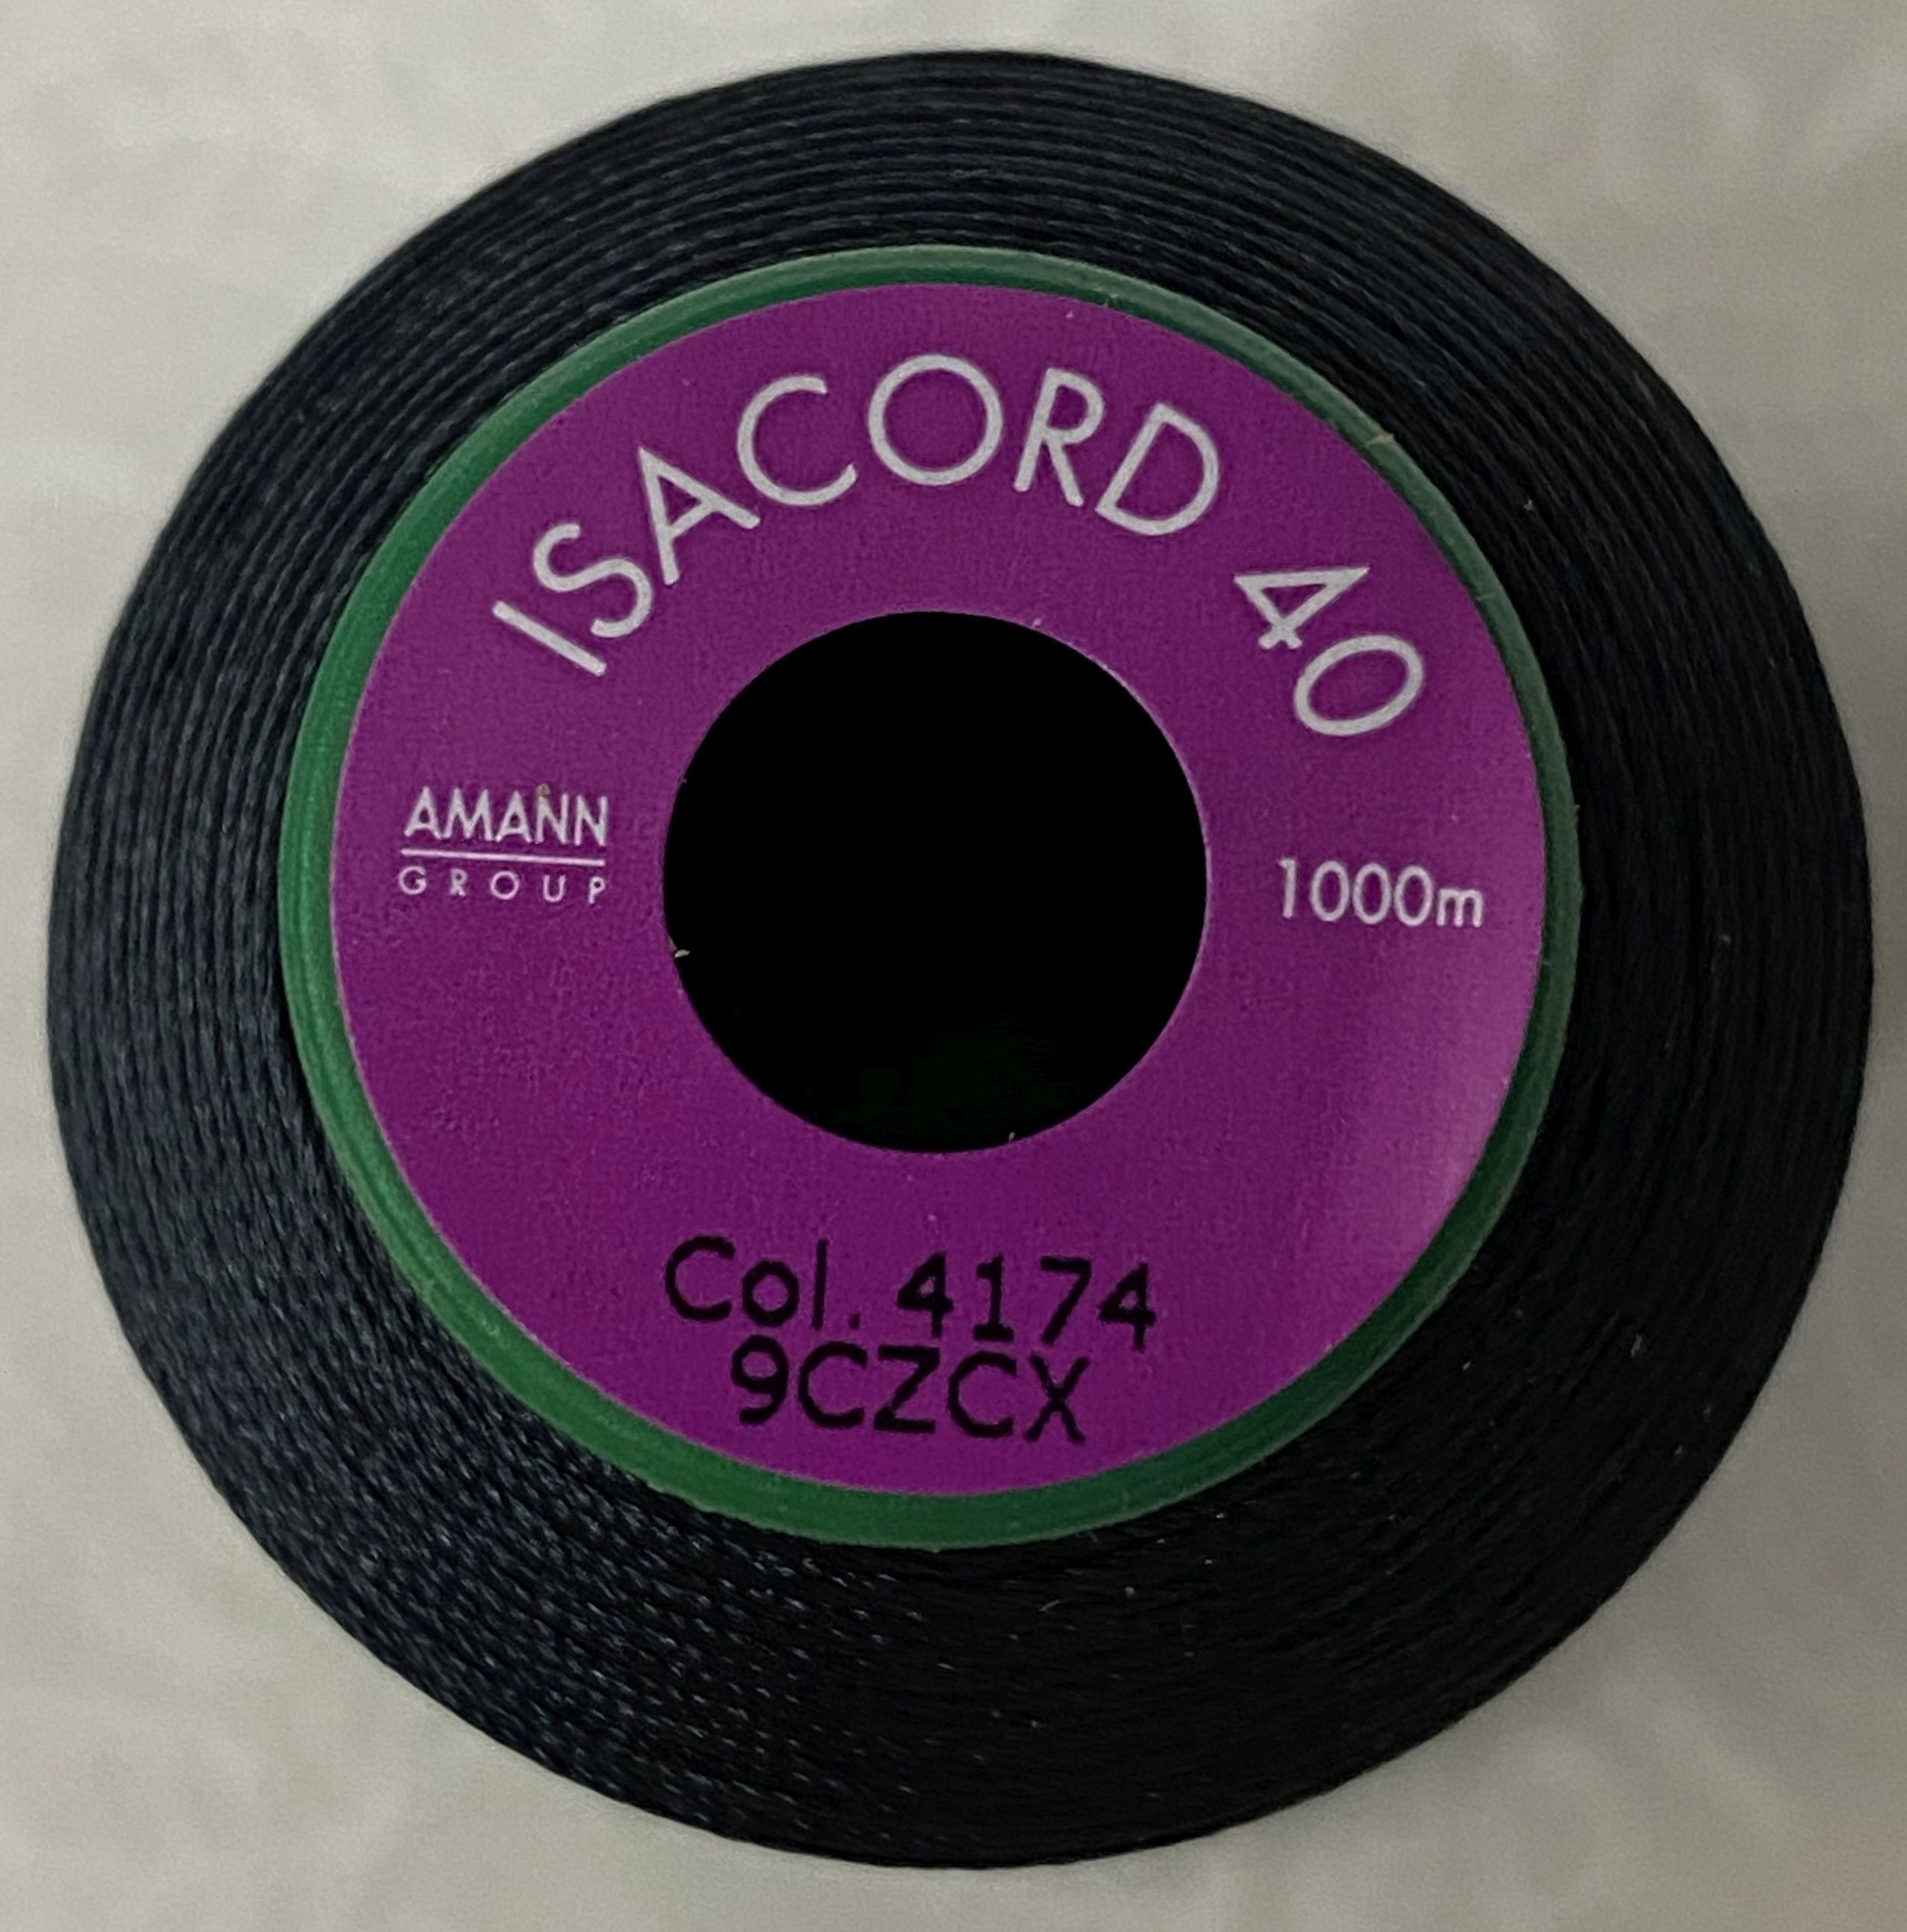 ISACORD 40
AMANN
GROUP
1000m
Col. 4174
9CZCX